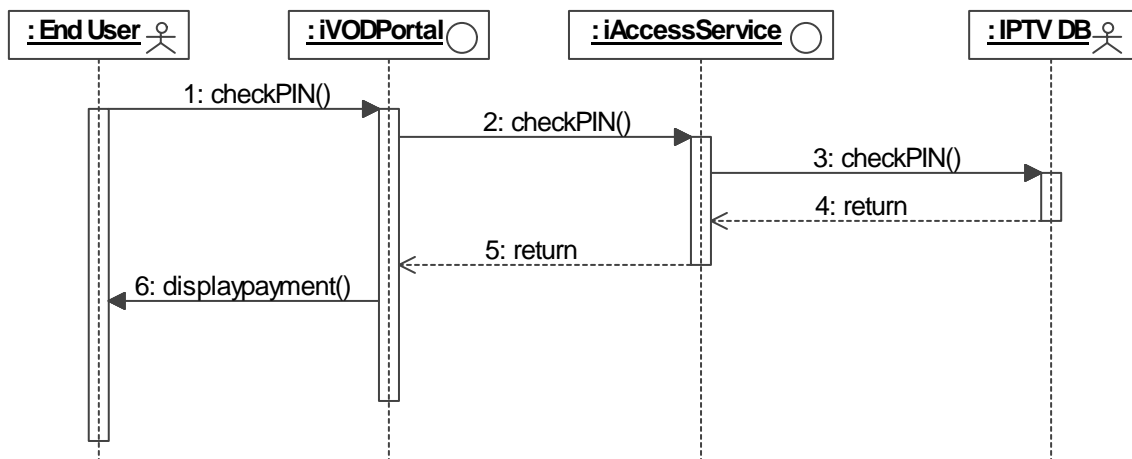 : End User
: iVODPortal
: iAccessService
: IPTV DB
1: checkPIN()
2: checkPIN()
3: checkPIN()
4: return
5: return
6: displaypayment()